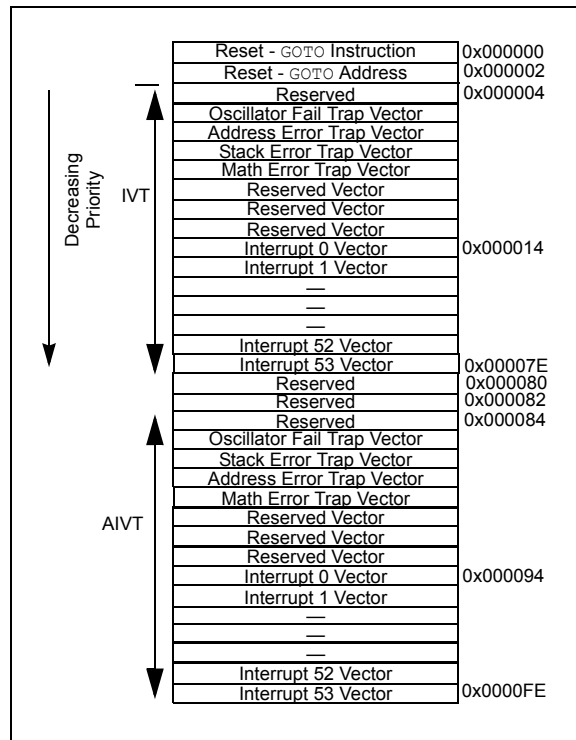 Reset - GOTO Instruction 0x000000
Reset - GOTO Address 0x000002
Reserved 0x000004
Oscillator Fail Trap Vector
Address Error Trap Vector
Stack Error Trap Vector
Math Error Trap Vector
Reserved Vector
Reserved Vector
Reserved Vector
Interrupt 0 Vector 0x000014
Interrupt 1 Vector
—
—
—
Interrupt 52 Vector
Interrupt 53 Vector 0x00007E
Decreasing
Priority
IVT
Reserved 0x000080
Reserved 0x000082
Reserved 0x000084
Oscillator Fail Trap Vector
Stack Error Trap Vector
Address Error Trap Vector
Math Error Trap Vector
Reserved Vector
Reserved Vector
Reserved Vector
Interrupt 0 Vector 0x000094
Interrupt 1 Vector
—
—
—
Interrupt 52 Vector
Interrupt 53 Vector 0x0000FE
AIVT